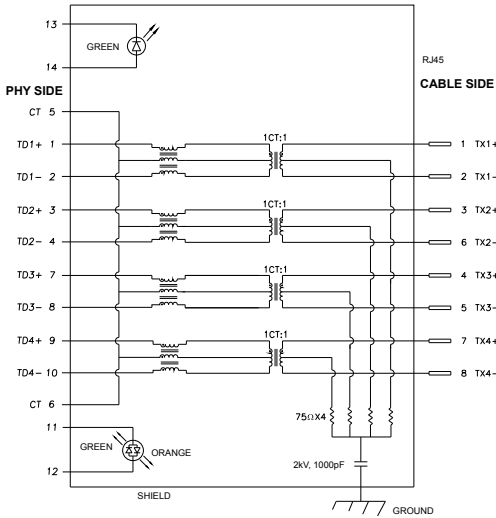 13
GREEN
14
RJ45
PHY SIDE
CABLE SIDE
CT 5
1CT:1
TD1+ 1
1 TX1+
TD1- 2
2 TX1-
1CT:1
TD2+ 3
3 TX2+
TD2- 4
6 TX2-
1CT:1
TD3+ 7
4 TX3+
TD3- 8
5 TX3-
1CT:1
TD4+ 9
7 TX4+
TD4- 10
8 TX4-
CT 6
75ΩX4
11
GREEN
ORANGE
12
2kV, 1000pF
SHIELD
GROUND